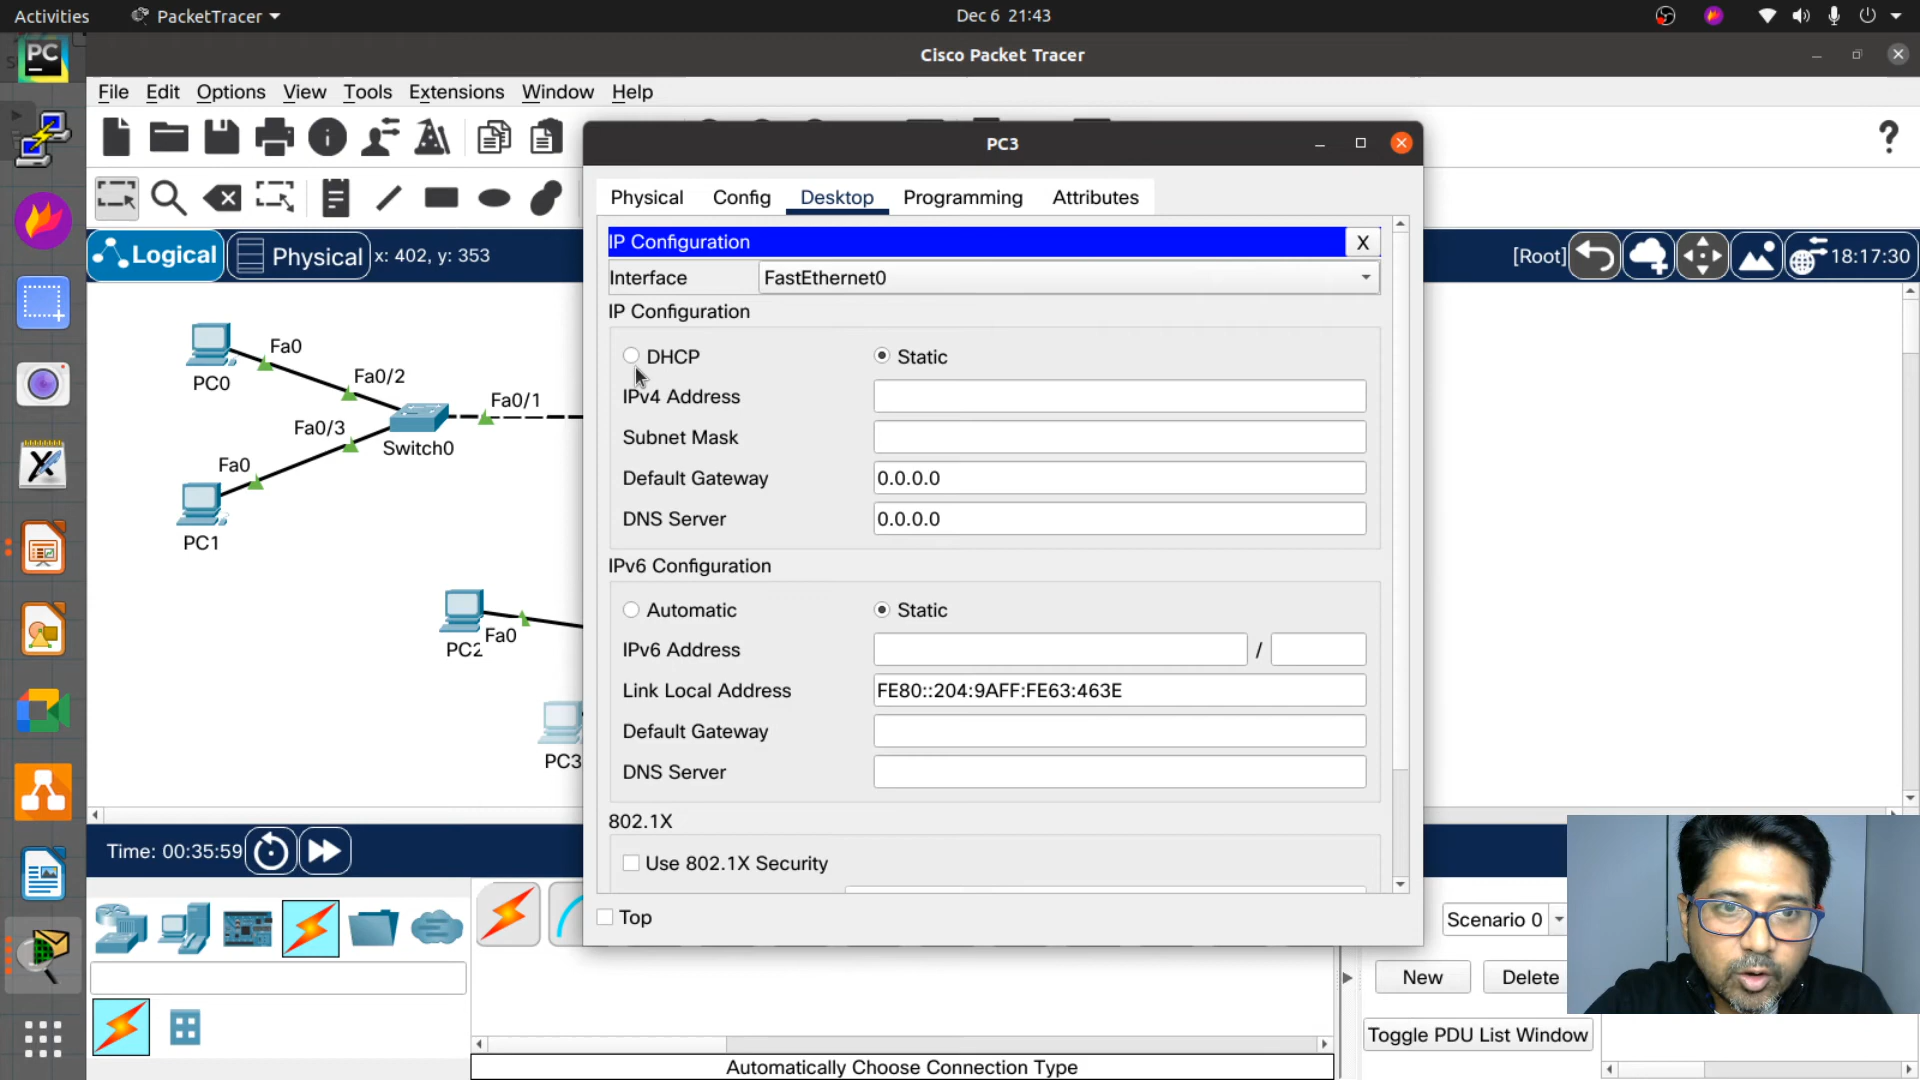 Activities
PacketTracer
Dec 6 21:43
Cisco Packet Tracer
PC
File Edit Options View Tools Extensions Window Help
PC3
Physical Config Desktop Programming Attributes
Logical
Physical
x: 402, y: 353
[Root]
18:17:30
IP Configuration
X
Interface
FastEthernet0
IP Configuration
DHCP
Static
IPv4 Address
Subnet Mask
Default Gateway
0.0.0.0
DNS Server
0.0.0.0
IPv6 Configuration
Automatic
Static
IPv6 Address
/
Link Local Address
FE80::204:9AFF:FE63:463E
Default Gateway
DNS Server
802.1X
Use 802.1X Security
Top
Fa0
PC0
Fa0/2
Fa0/1
Fa0/3
Switch0
Fa0
PC1
Fa0
PC2
PC3
Time: 00:35:59
Scenario 0
New
Delete
Toggle PDU List Window
Automatically Choose Connection Type